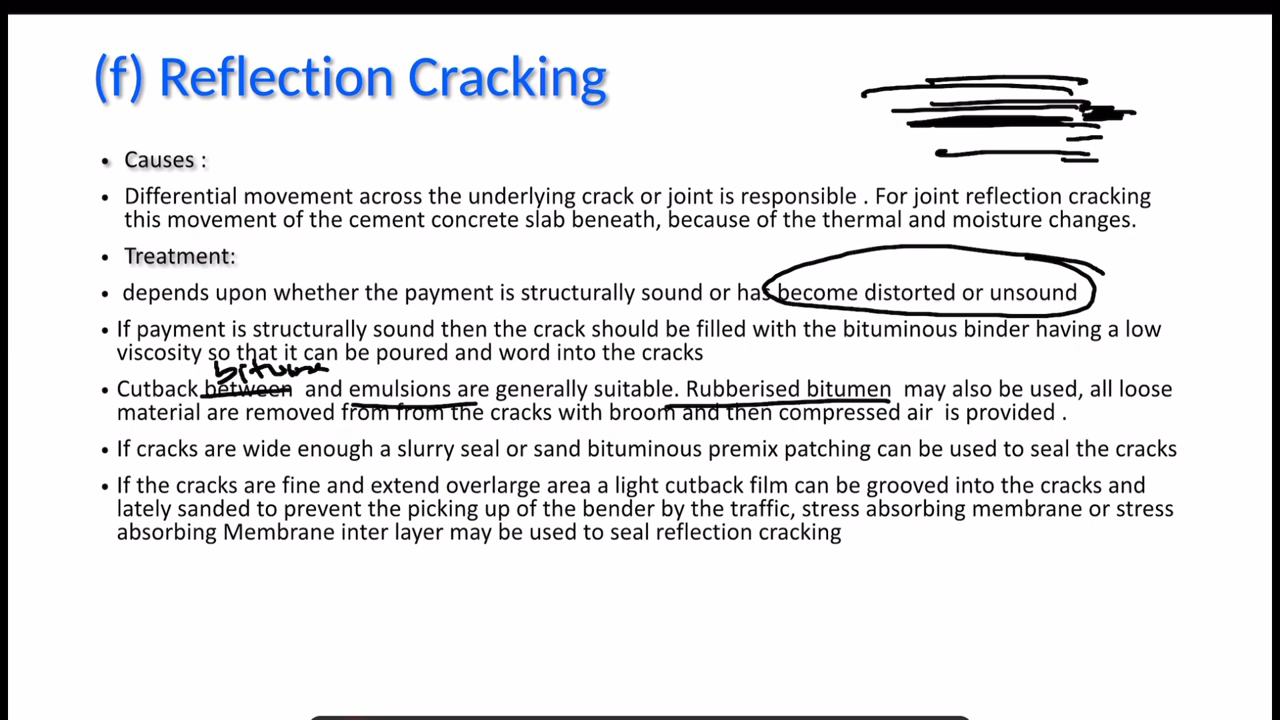 (f) Reflection Cracking
• Causes :
• Differential movement across the underlying crack or joint is responsible . For joint reflection cracking
this movement of the cement concrete slab beneath, because of the thermal and moisture changes.
• Treatment:
• depends upon whether the payment is structurally sound or has become distorted or unsound
• If payment is structurally sound then the crack should be filled with the bituminous binder having a low
viscosity so that it can be poured and word into the cracks
bitume
• Cutback between and emulsions are generally suitable. Rubberised bitumen may also be used, all loose
material are removed from from the cracks with broom and then compressed air is provided .
• If cracks are wide enough a slurry seal or sand bituminous premix patching can be used to seal the cracks
• If the cracks are fine and extend overlarge area a light cutback film can be grooved into the cracks and
lately sanded to prevent the picking up of the bender by the traffic, stress absorbing membrane or stress
absorbing Membrane inter layer may be used to seal reflection cracking